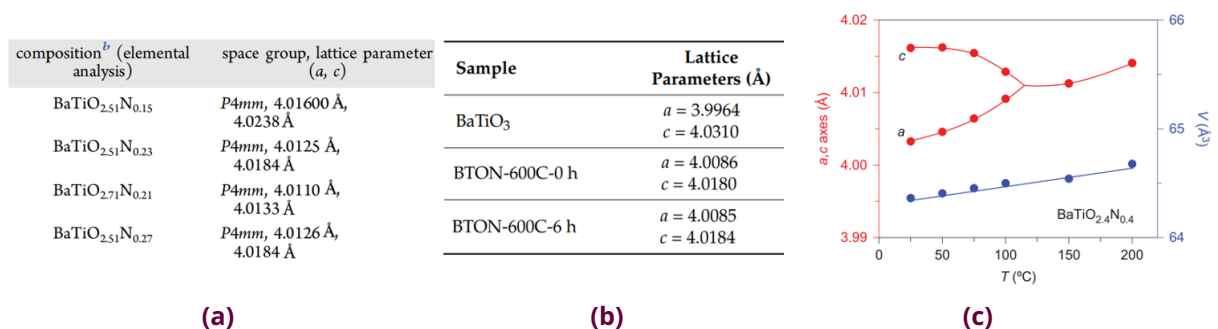 composition^b (elemental
analysis)
space group, lattice parameter
(a, c)
BaTiO₂.₅₁N₀.₁₅
P4mm, 4.01600 Å,
4.0238 Å
BaTiO₂.₅₁N₀.₂₃
P4mm, 4.0125 Å,
4.0184 Å
BaTiO₂.₇₁N₀.₂₁
P4mm, 4.0110 Å,
4.0133 Å
BaTiO₂.₅₁N₀.₂₇
P4mm, 4.0126 Å,
4.0184 Å
(a)
Sample
Lattice
Parameters (Å)
BaTiO₃
a = 3.9964
c = 4.0310
BTON-600C-0 h
a = 4.0086
c = 4.0180
BTON-600C-6 h
a = 4.0085
c = 4.0184
(b)
4.02
4.01
4.00
3.99
a,c axes (Å)
c
a
66
65
64
V (Å³)
BaTiO₂.₄N₀.₄
0
50
100
150
200
T (ºC)
(c)